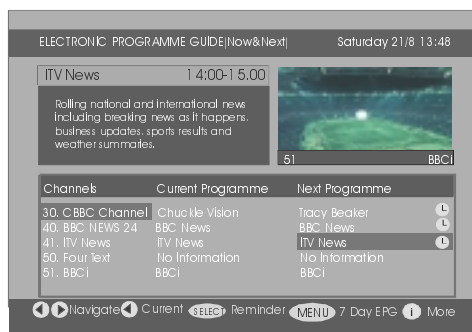 ELECTRONIC PROGRAMME GUIDE|Now&Next| Saturday 21/8 13:48
ITV News 14:00-15.00
Rolling national and international news
including breaking news as it happens.
business updates, sports results and
weather summaries.
51 BBCi
Channels Current Programme Next Programme
30. CBBC Channel Chuckle Vision Tracy Beaker
40. BBC NEWS 24 BBC News BBC News
41. ITV News ITV News ITV News
50. Four Text No Information No Information
51. BBCi BBCi BBCi
Navigate Current SELECT Reminder MENU 7 Day EPG i More